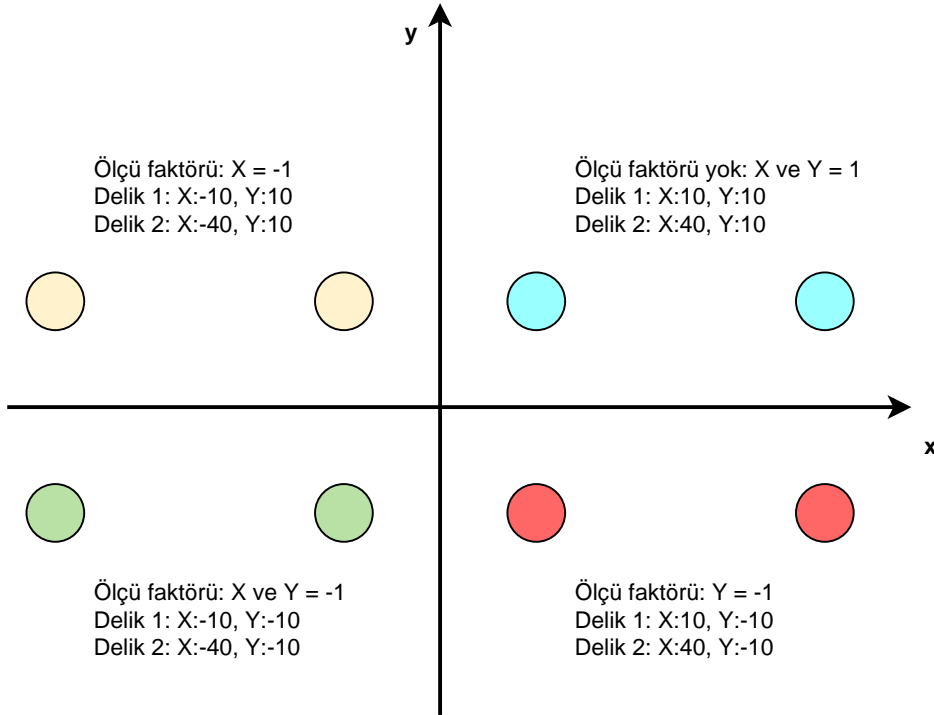 y
Ölçü faktörü: X = -1
Delik 1: X:-10, Y:10
Delik 2: X:-40, Y:10
Ölçü faktörü yok: X ve Y = 1
Delik 1: X:10, Y:10
Delik 2: X:40, Y:10
x
Ölçü faktörü: X ve Y = -1
Delik 1: X:-10, Y:-10
Delik 2: X:-40, Y:-10
Ölçü faktörü: Y = -1
Delik 1: X:10, Y:-10
Delik 2: X:40, Y:-10